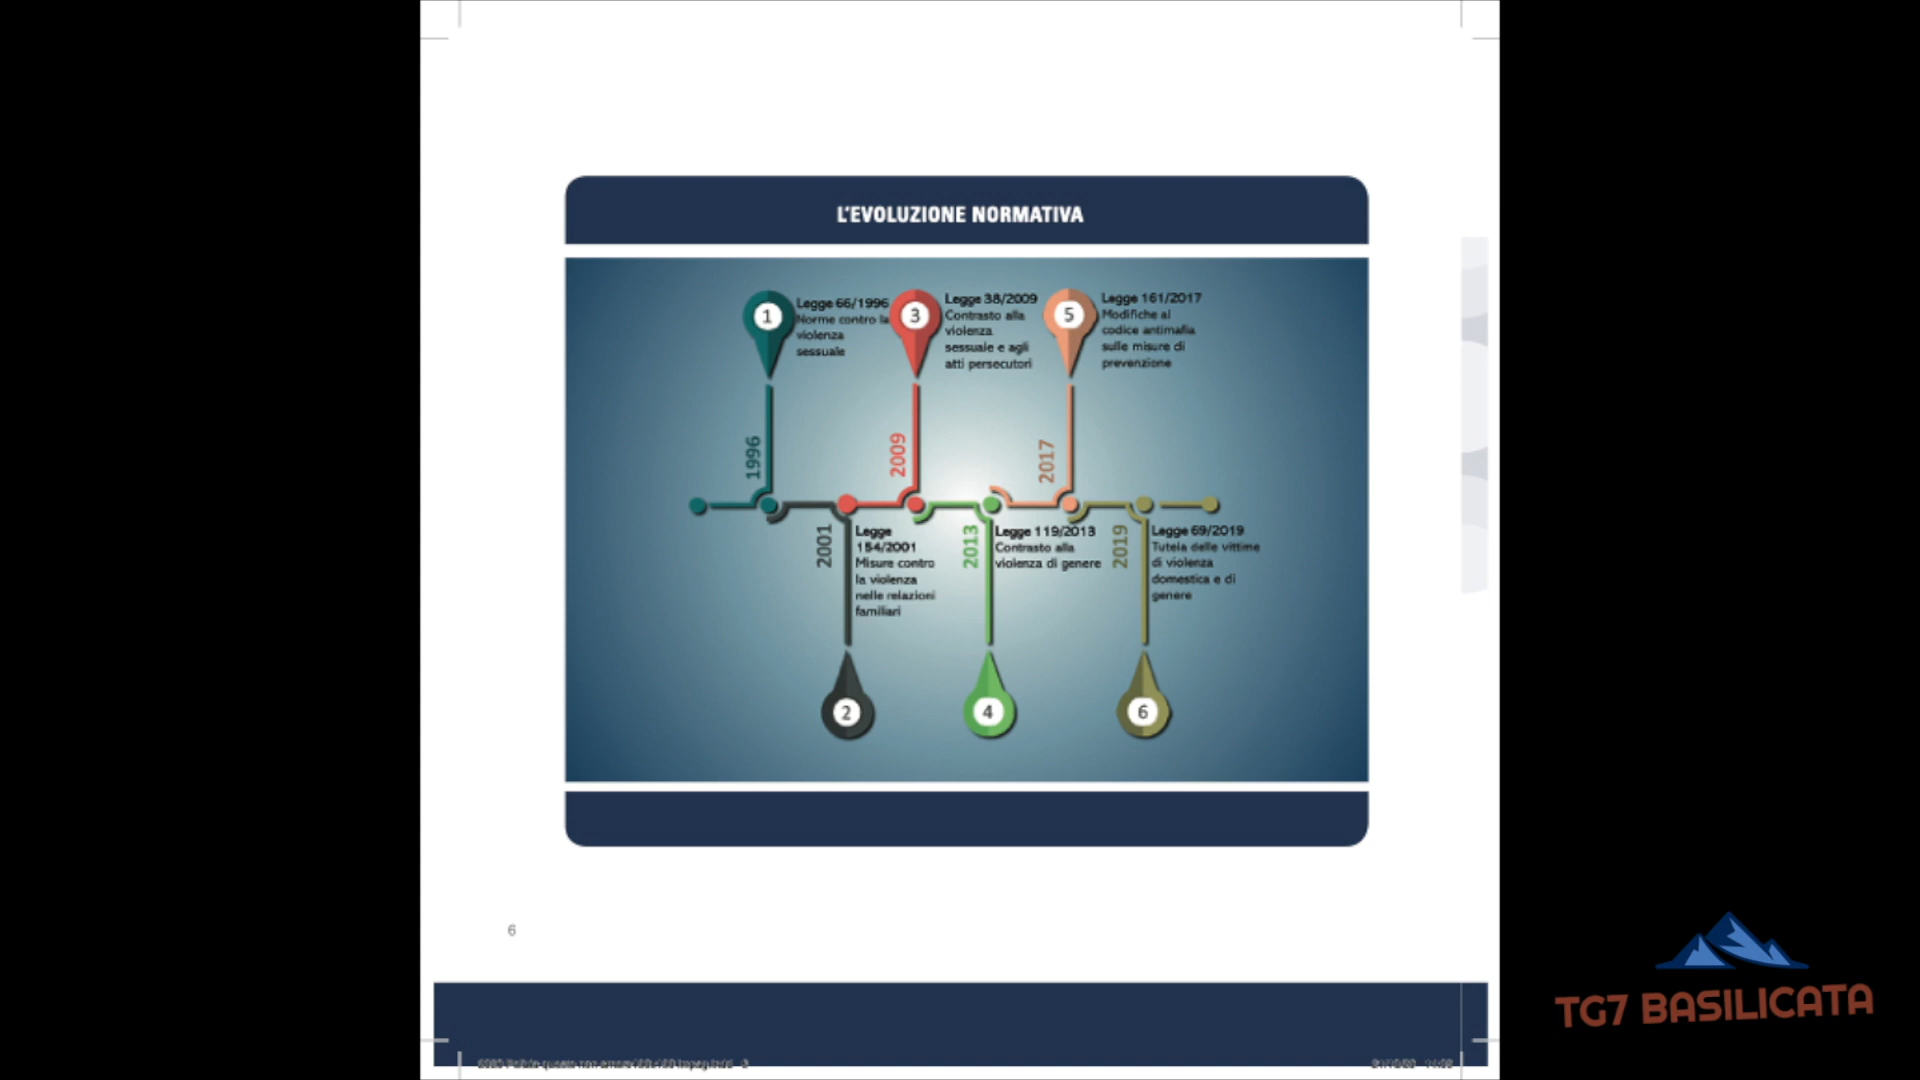 L'EVOLUZIONE NORMATIVA
1
Legge 66/1996
Norme contro la
violenza
sessuale
3
Legge 38/2009
Contrasto alla
violenza
sessuale e agli
atti persecutori
5
Legge 161/2017
Modifiche al
codice antimafia
sulle misure di
prevenzione
1996
2009
2017
2001
Legge
154/2001
Misure contro
la violenza
nelle relazioni
familiari
2013
Legge 119/2013
Contrasto alla
violenza di genere
2019
Legge 69/2019
Tutela delle vittime
di violenza
domestica e di
genere
2
4
6
6
TG7 BASILICATA